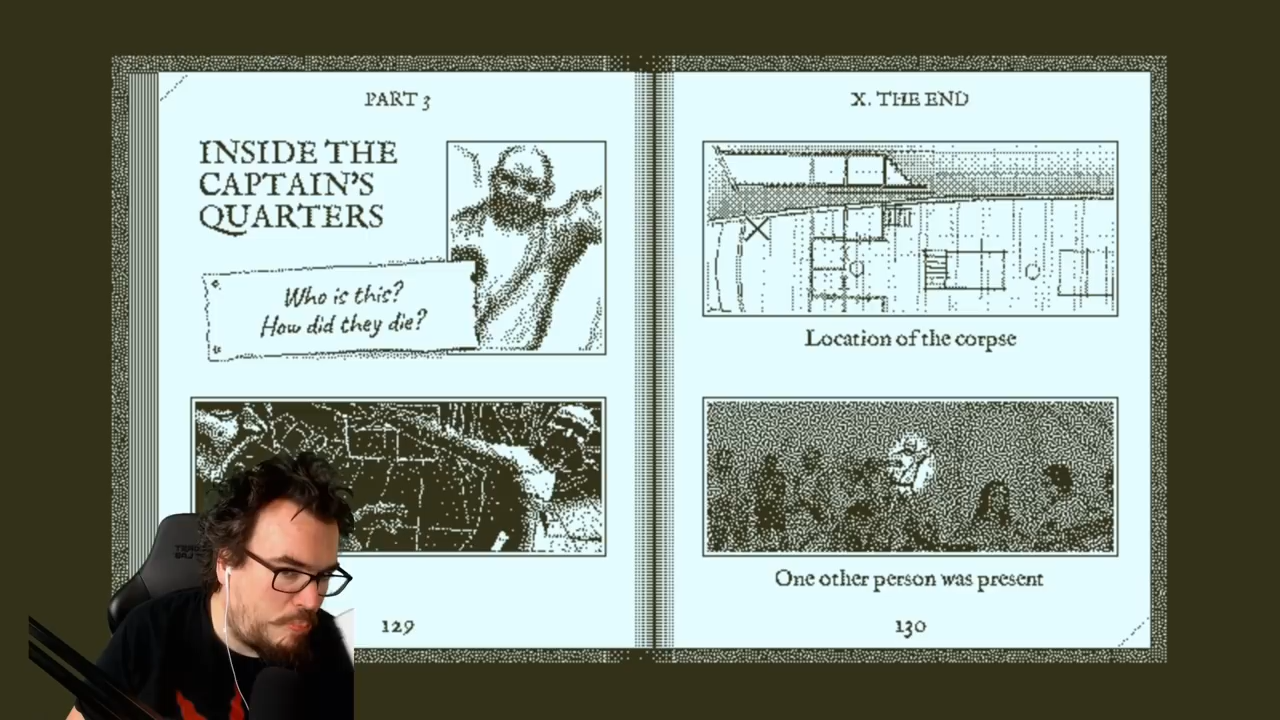 PART 3
INSIDE THE
CAPTAIN'S
QUARTERS
Who is this?
How did they die?
129
X. THE END
Location of the corpse
One other person was present
130